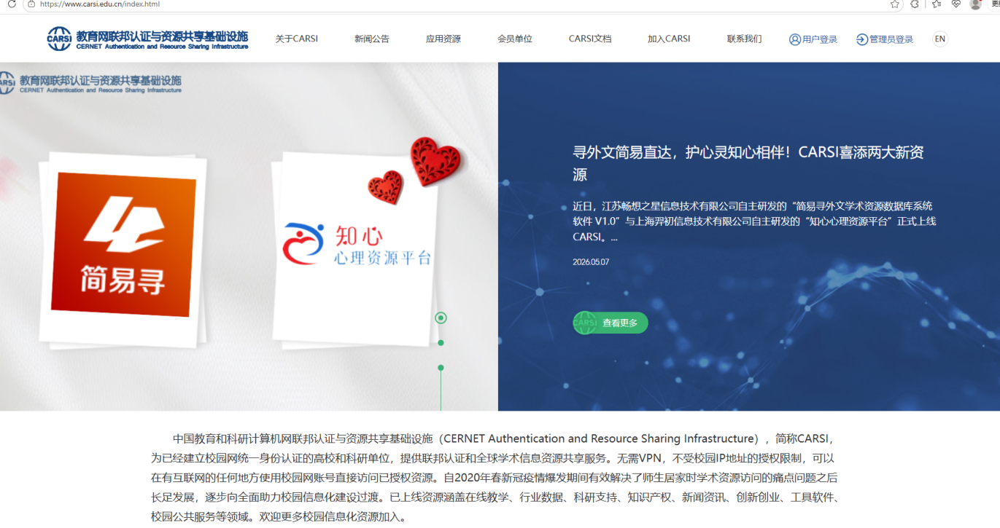 https://www.carsi.edu.cn/index.html
CARSI 教育网联邦认证与资源共享基础设施
CERNET Authentication and Resource Sharing Infrastructure
关于CARSI 新闻公告 应用资源 会员单位 CARSI文档 加入CARSI 联系我们 用户登录 管理员登录 EN
教育网联邦认证与资源共享基础设施
CERNET Authentication and Resource Sharing Infrastructure
简易寻
知心
心理资源平台
寻外文简易直达，护心灵知心相伴！CARSI喜添两大新资
源
近日，江苏畅想之星信息技术有限公司自主研发的“简易寻外文学术资源数据库系统
软件 V1.0”与上海羿初信息技术有限公司自主研发的“知心心理资源平台”正式上线
CARSI。...
2026.05.07
CARSI 查看更多
中国教育和科研计算机网联邦认证与资源共享基础设施（CERNET Authentication and Resource Sharing Infrastructure），简称CARSI，
为已经建立校园网统一身份认证的高校和科研单位，提供联邦认证和全球学术信息资源共享服务。无需VPN，不受校园IP地址的授权限制，可以
在有互联网的任何地方使用校园网账号直接访问已授权资源。自2020年春新冠疫情爆发期间有效解决了师生居家时学术资源访问的痛点问题之后
长足发展，逐步向全面助力校园信息化建设过渡。已上线资源涵盖在线教学、行业数据、科研支持、知识产权、新闻资讯、创新创业、工具软件、
校园公共服务等领域。欢迎更多校园信息化资源加入。